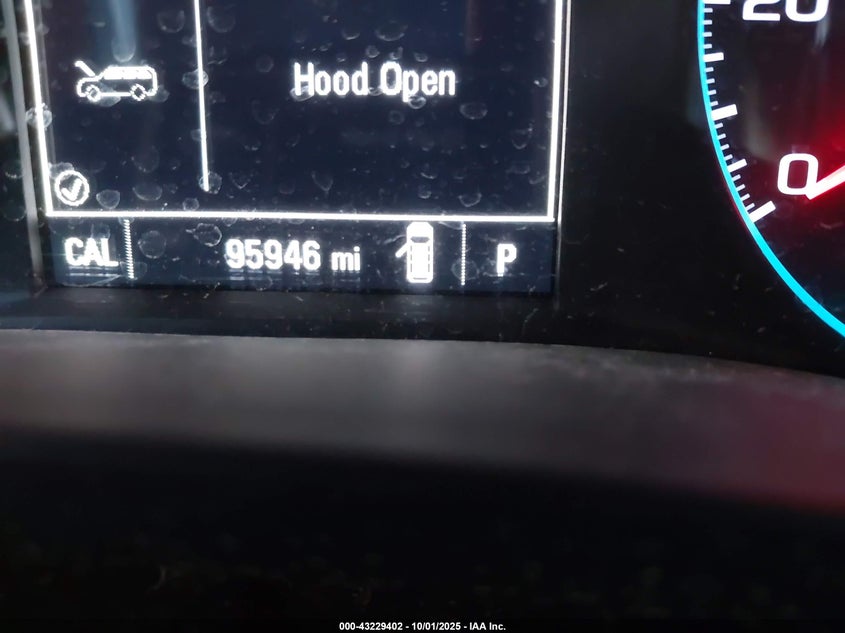 20
Hood Open
0
CAL 95946 mi P
000-43229402 - 10/01/2025 - IAA Inc.